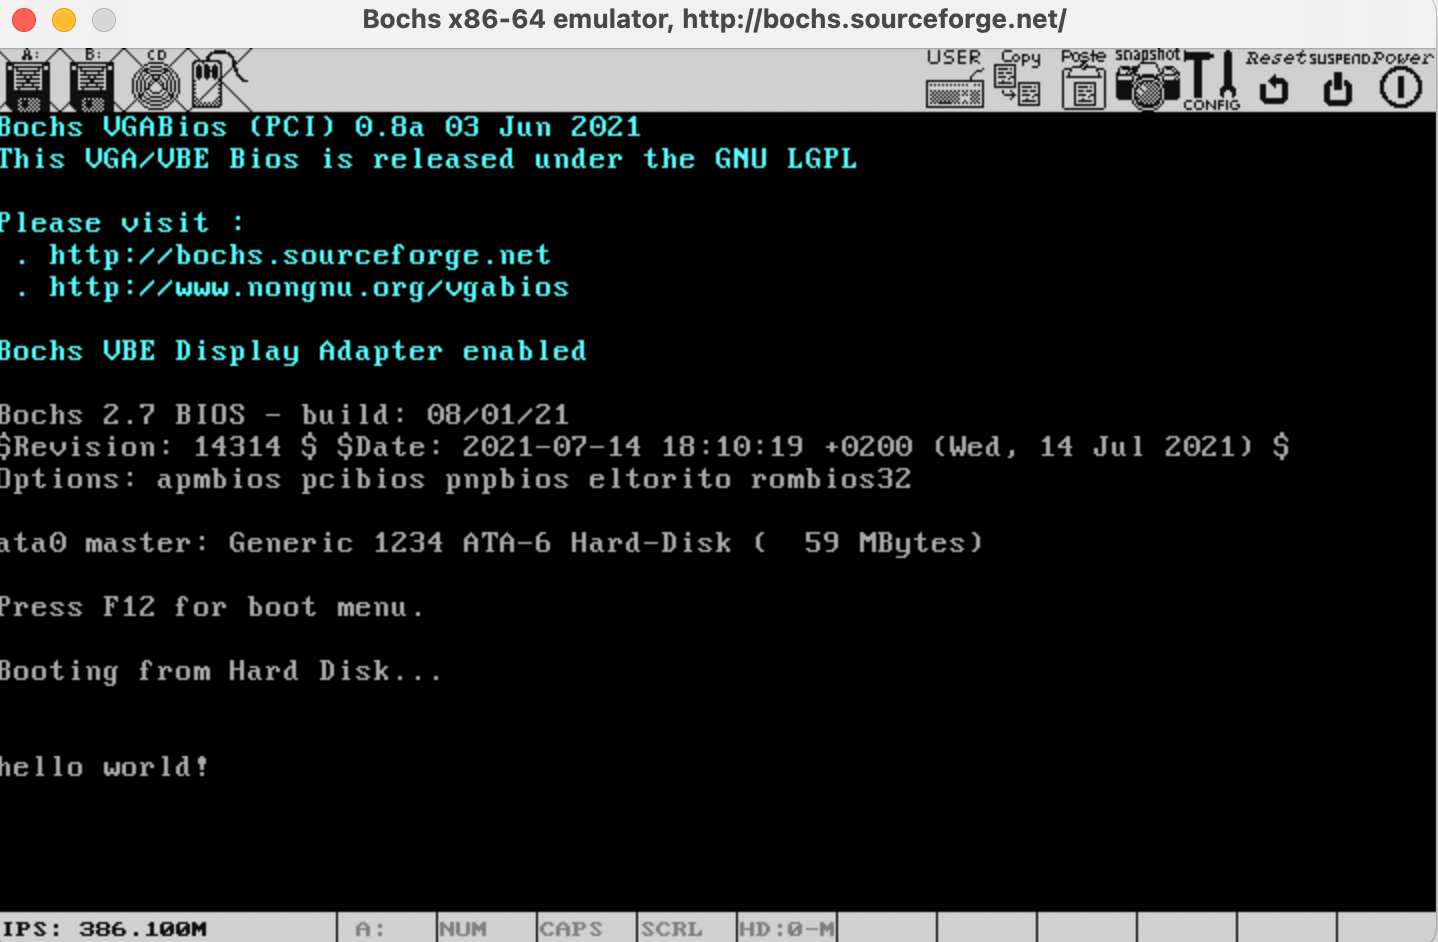 Bochs x86-64 emulator, http://bochs.sourceforge.net/
A: B: CD USER Copy Paste snapshot CONFIG Reset SUSPEND Power
Bochs VGABios (PCI) 0.8a 03 Jun 2021
This VGA/VBE Bios is released under the GNU LGPL
Please visit :
. http://bochs.sourceforge.net
. http://www.nongnu.org/vgabios
Bochs VBE Display Adapter enabled
Bochs 2.7 BIOS - build: 08/01/21
$Revision: 14314 $ $Date: 2021-07-14 18:10:19 +0200 (Wed, 14 Jul 2021) $
Options: apmbios pcibios pnpbios eltorito rombios32
ata0 master: Generic 1234 ATA-6 Hard-Disk (  59 MBytes)
Press F12 for boot menu.
Booting from Hard Disk...
hello world!
IPS: 386.100M A: NUM CAPS SCRL HD:0-M